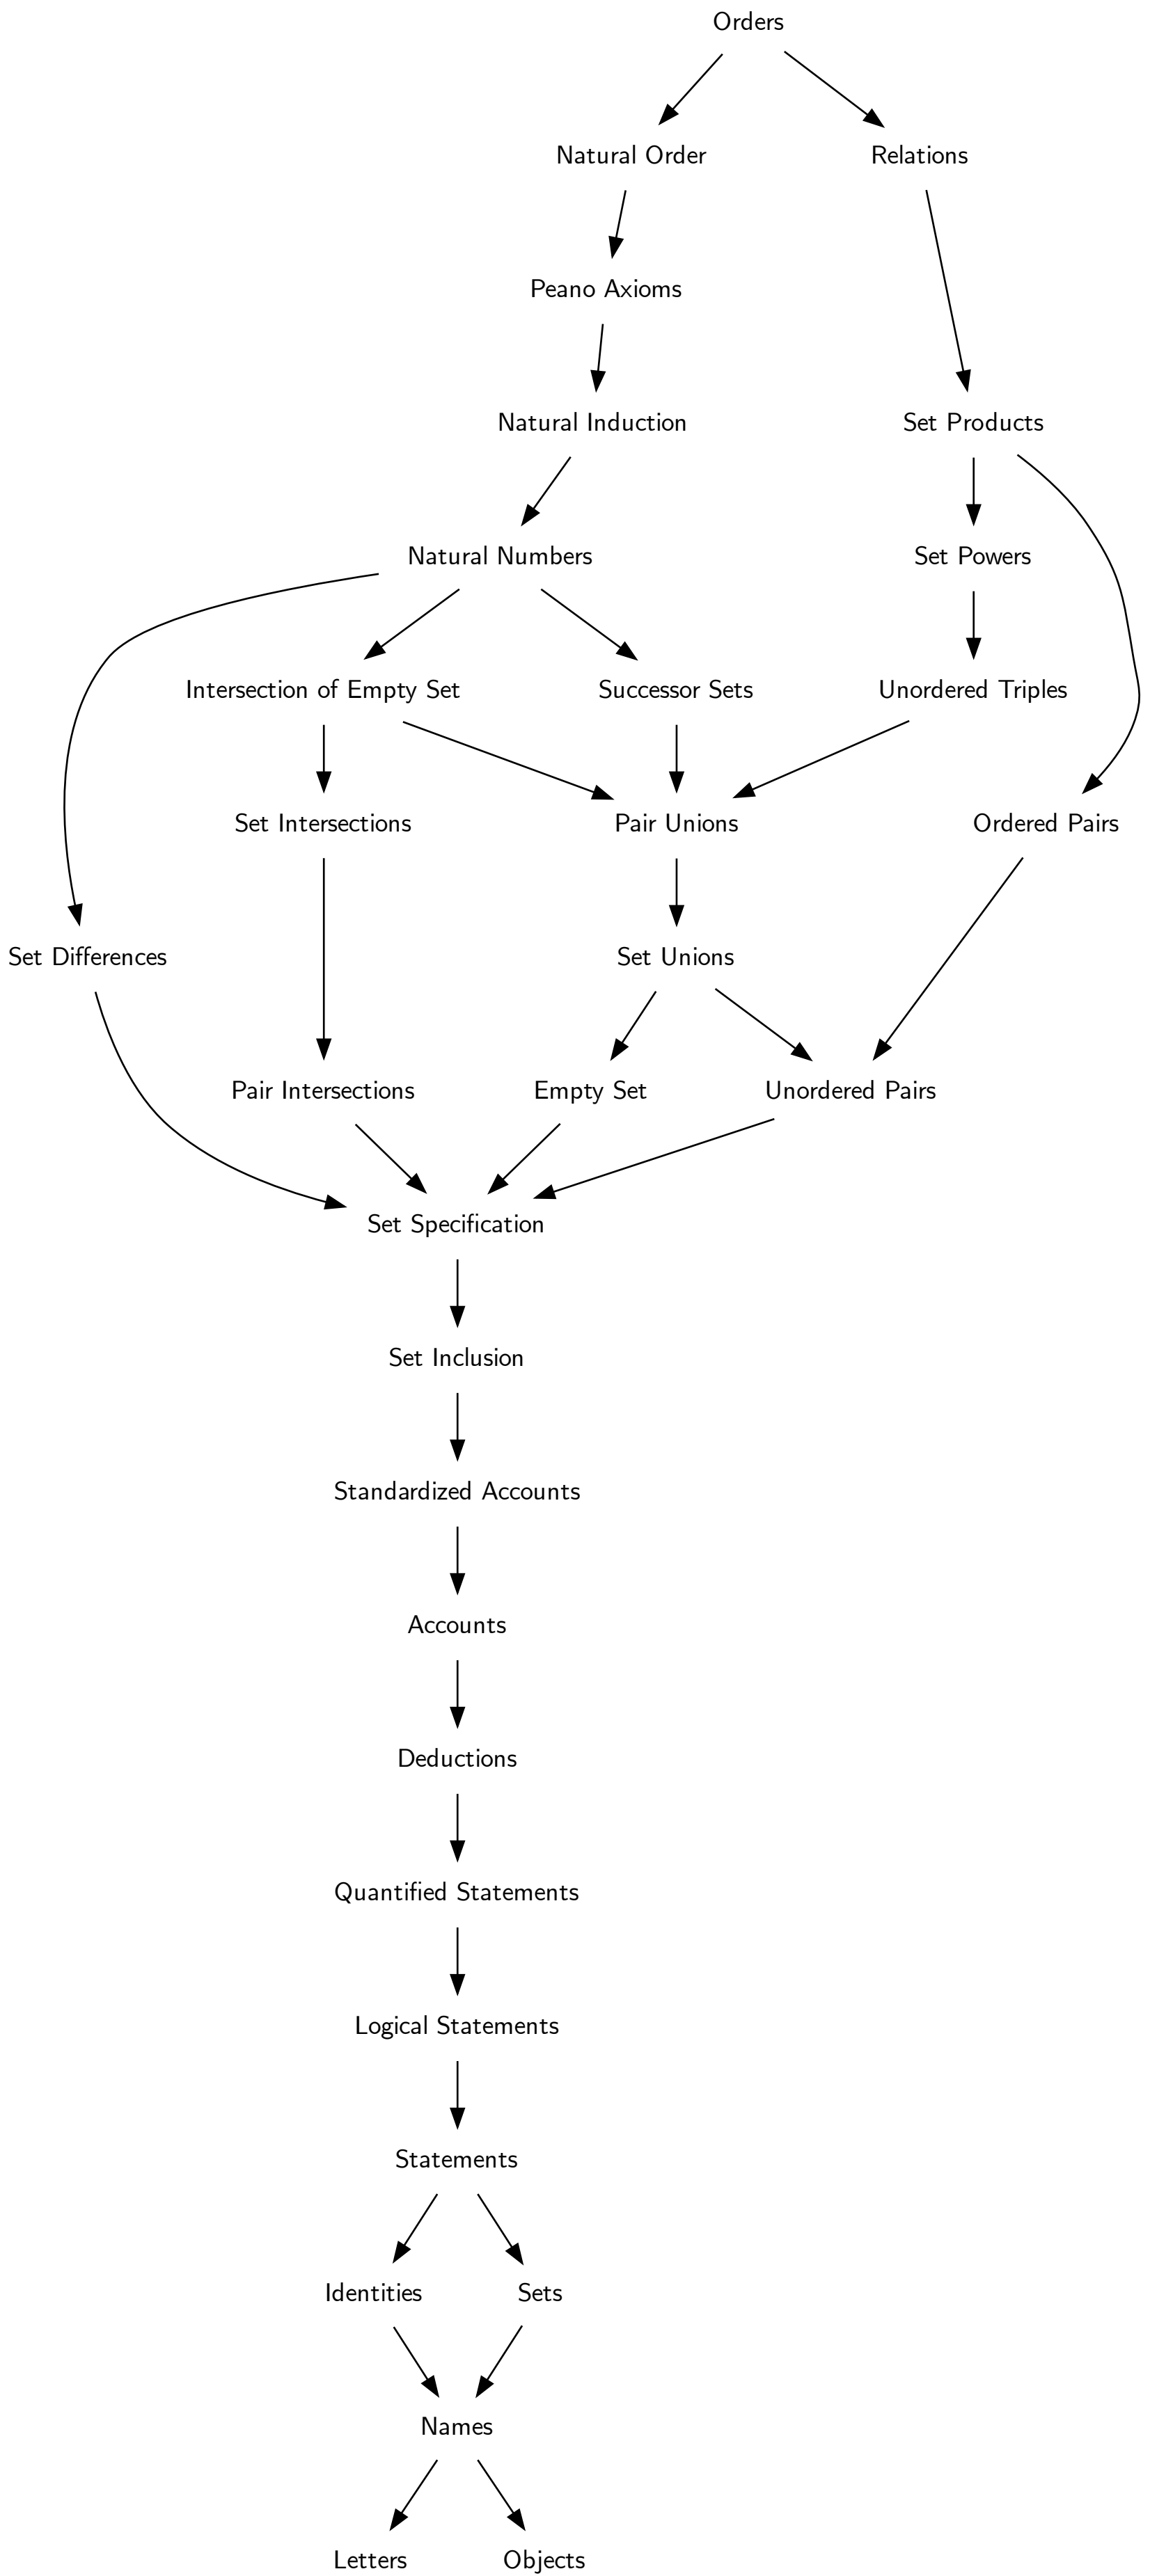 Orders
Natural Order
Relations
Peano Axioms
Natural Induction
Set Products
Natural Numbers
Set Powers
Intersection of Empty Set
Successor Sets
Unordered Triples
Set Intersections
Pair Unions
Ordered Pairs
Set Differences
Set Unions
Pair Intersections
Empty Set
Unordered Pairs
Set Specification
Set Inclusion
Standardized Accounts
Accounts
Deductions
Quantified Statements
Logical Statements
Statements
Identities
Sets
Names
Letters
Objects